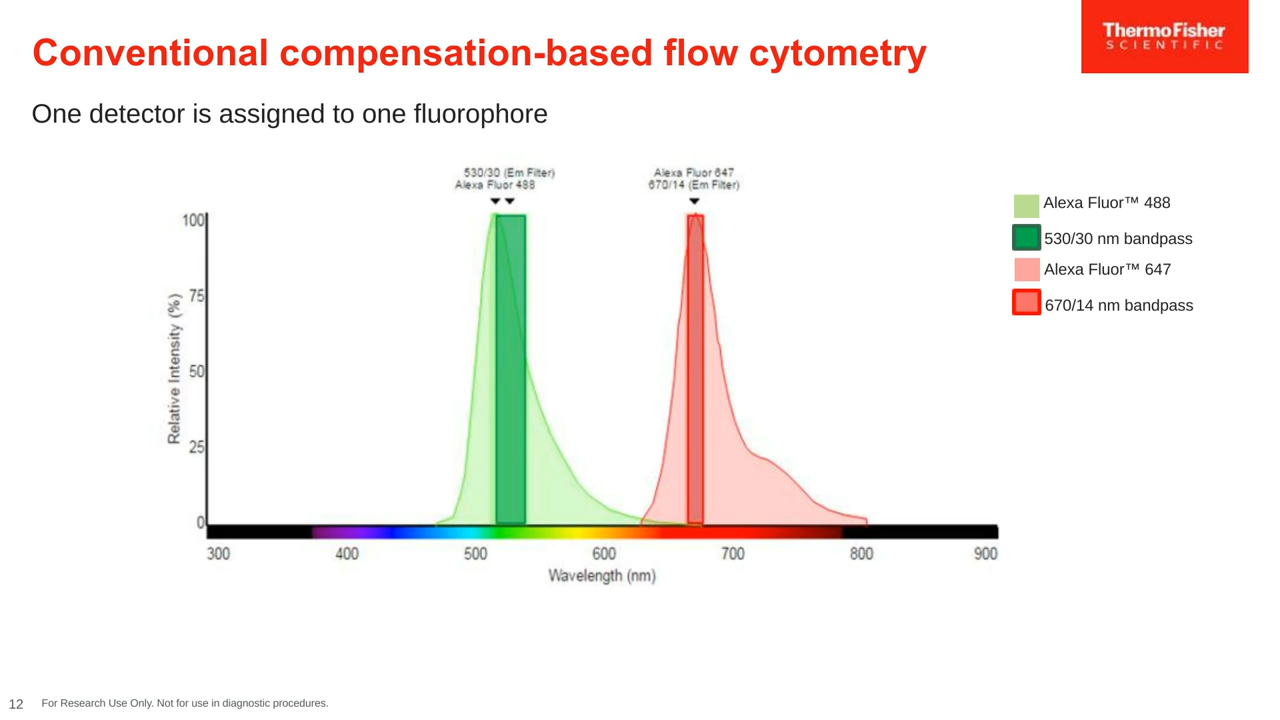 Conventional compensation-based flow cytometry
ThermoFisher
SCIENTIFIC
One detector is assigned to one fluorophore
530/30 (Em Filter)
Alexa Fluor 488
Alexa Fluor 647
670/14 (Em Filter)
Alexa Fluor™ 488
530/30 nm bandpass
Alexa Fluor™ 647
670/14 nm bandpass
Relative Intensity (%)
100
75
50
25
0
300 400 500 600 700 800 900
Wavelength (nm)
12 For Research Use Only. Not for use in diagnostic procedures.